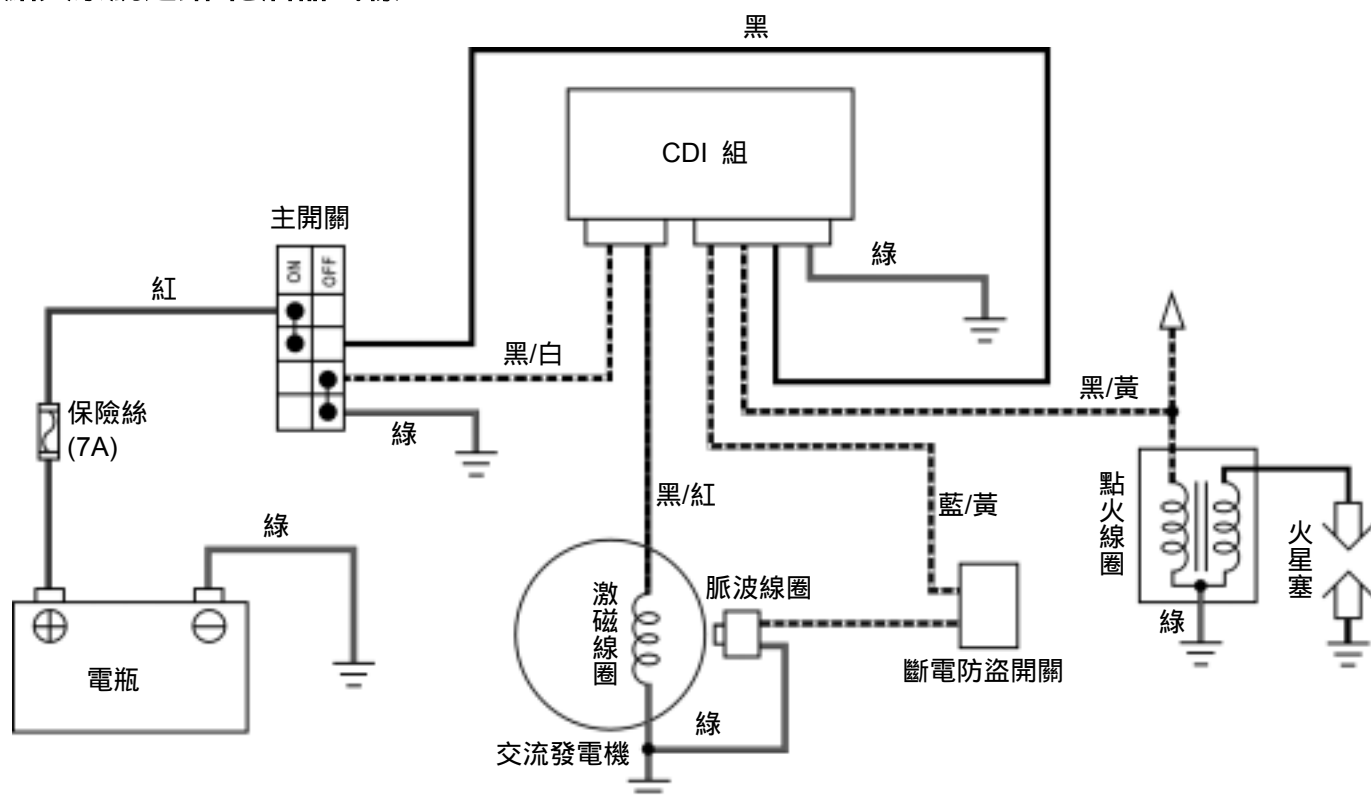 黑
CDI 組
主開關
ON
OFF
紅
綠
黑/白
黑/黃
保險絲
(7A)
綠
黑/紅
藍/黃
點火線圈
火星塞
綠
激磁線圈
脈波線圈
綠
電瓶
斷電防盜開關
綠
交流發電機